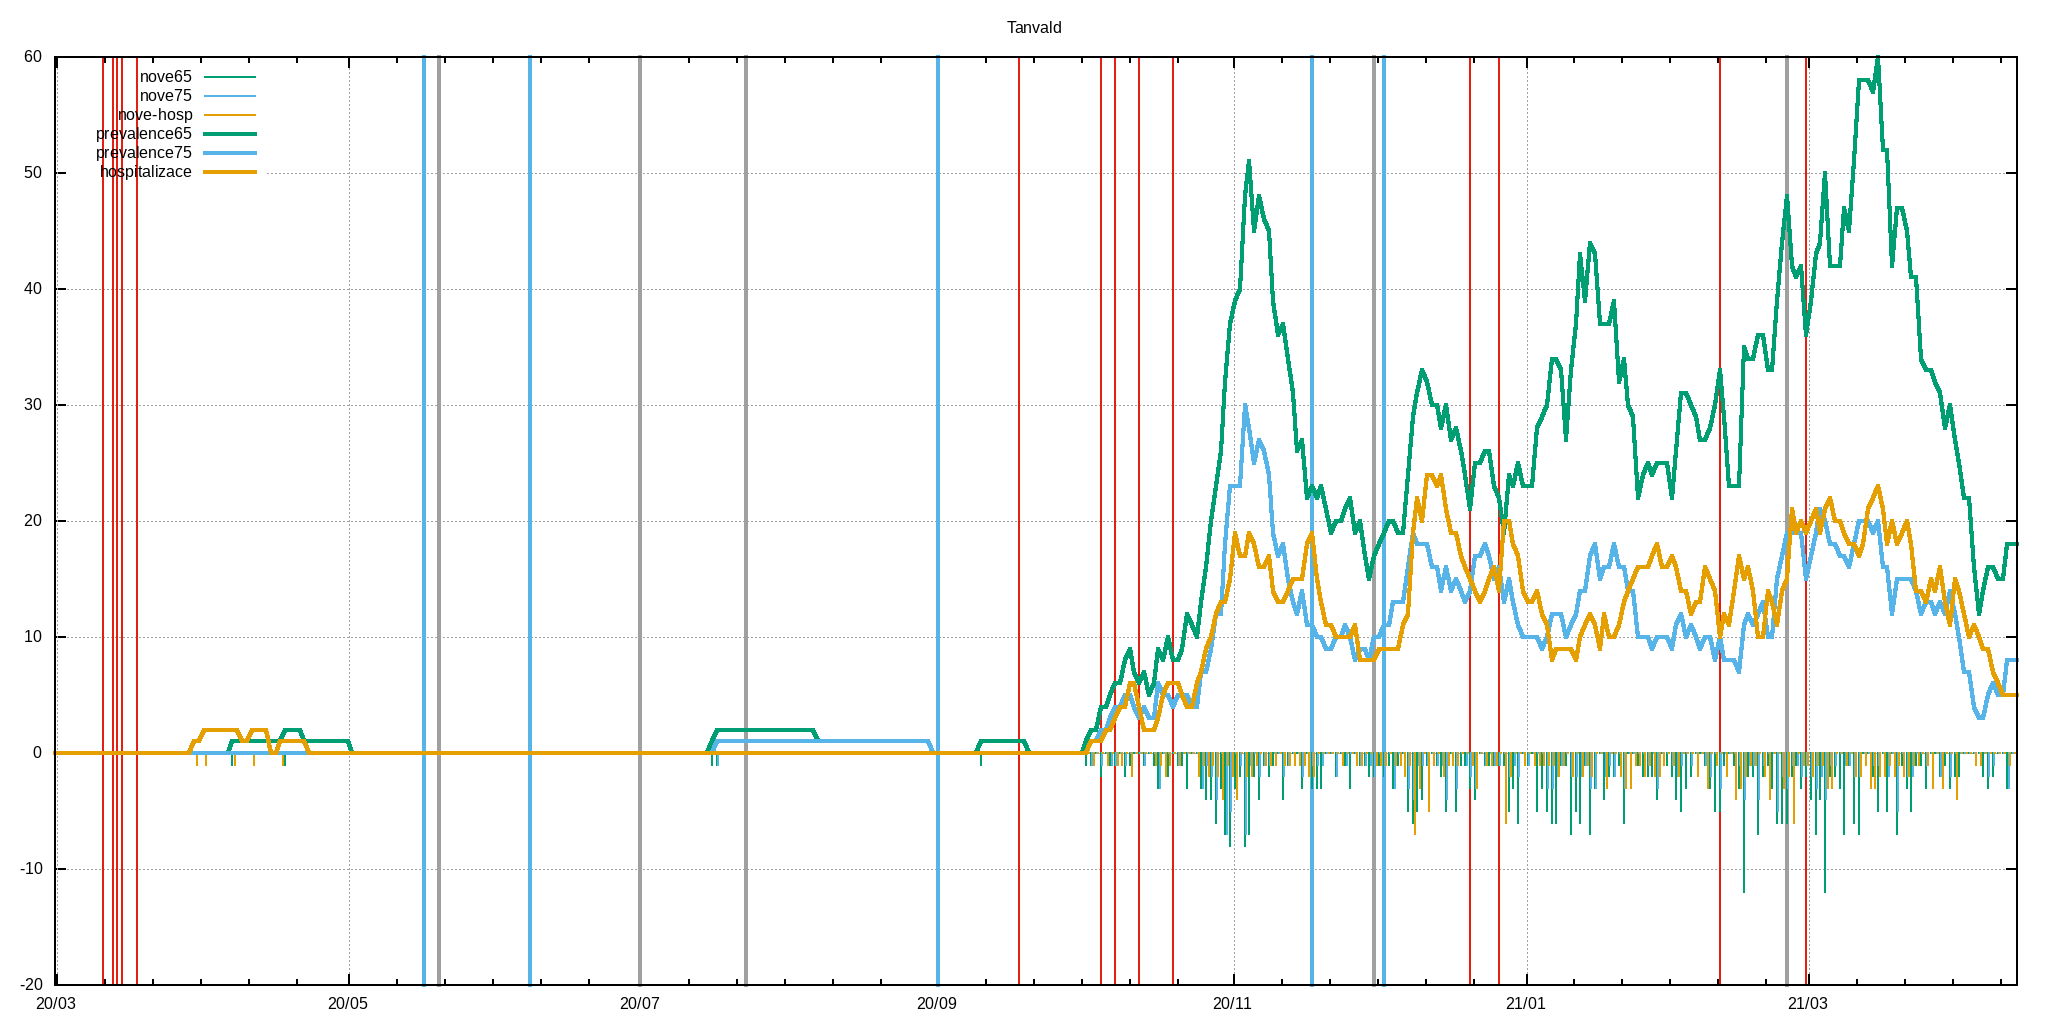 Tanvald
nove65
nove75
nove-hosp
prevalence65
prevalence75
hospitalizace
60
50
40
30
20
10
0
-10
-20
20/03 20/05 20/07 20/09 20/11 21/01 21/03